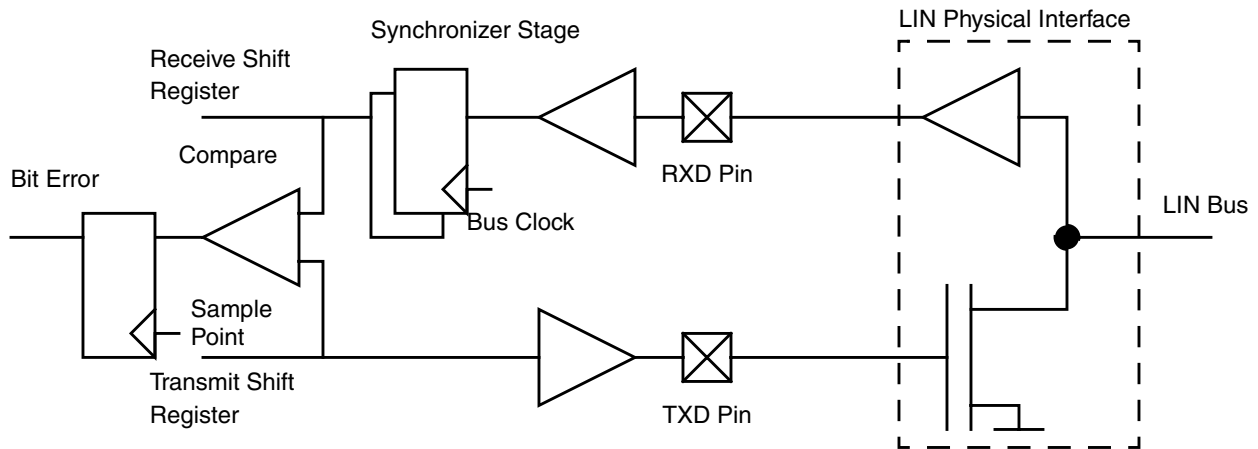 LIN Physical Interface
Synchronizer Stage
Receive Shift
Register
Compare
RXD Pin
Bit Error
Bus Clock
LIN Bus
Sample
Point
Transmit Shift
Register
TXD Pin